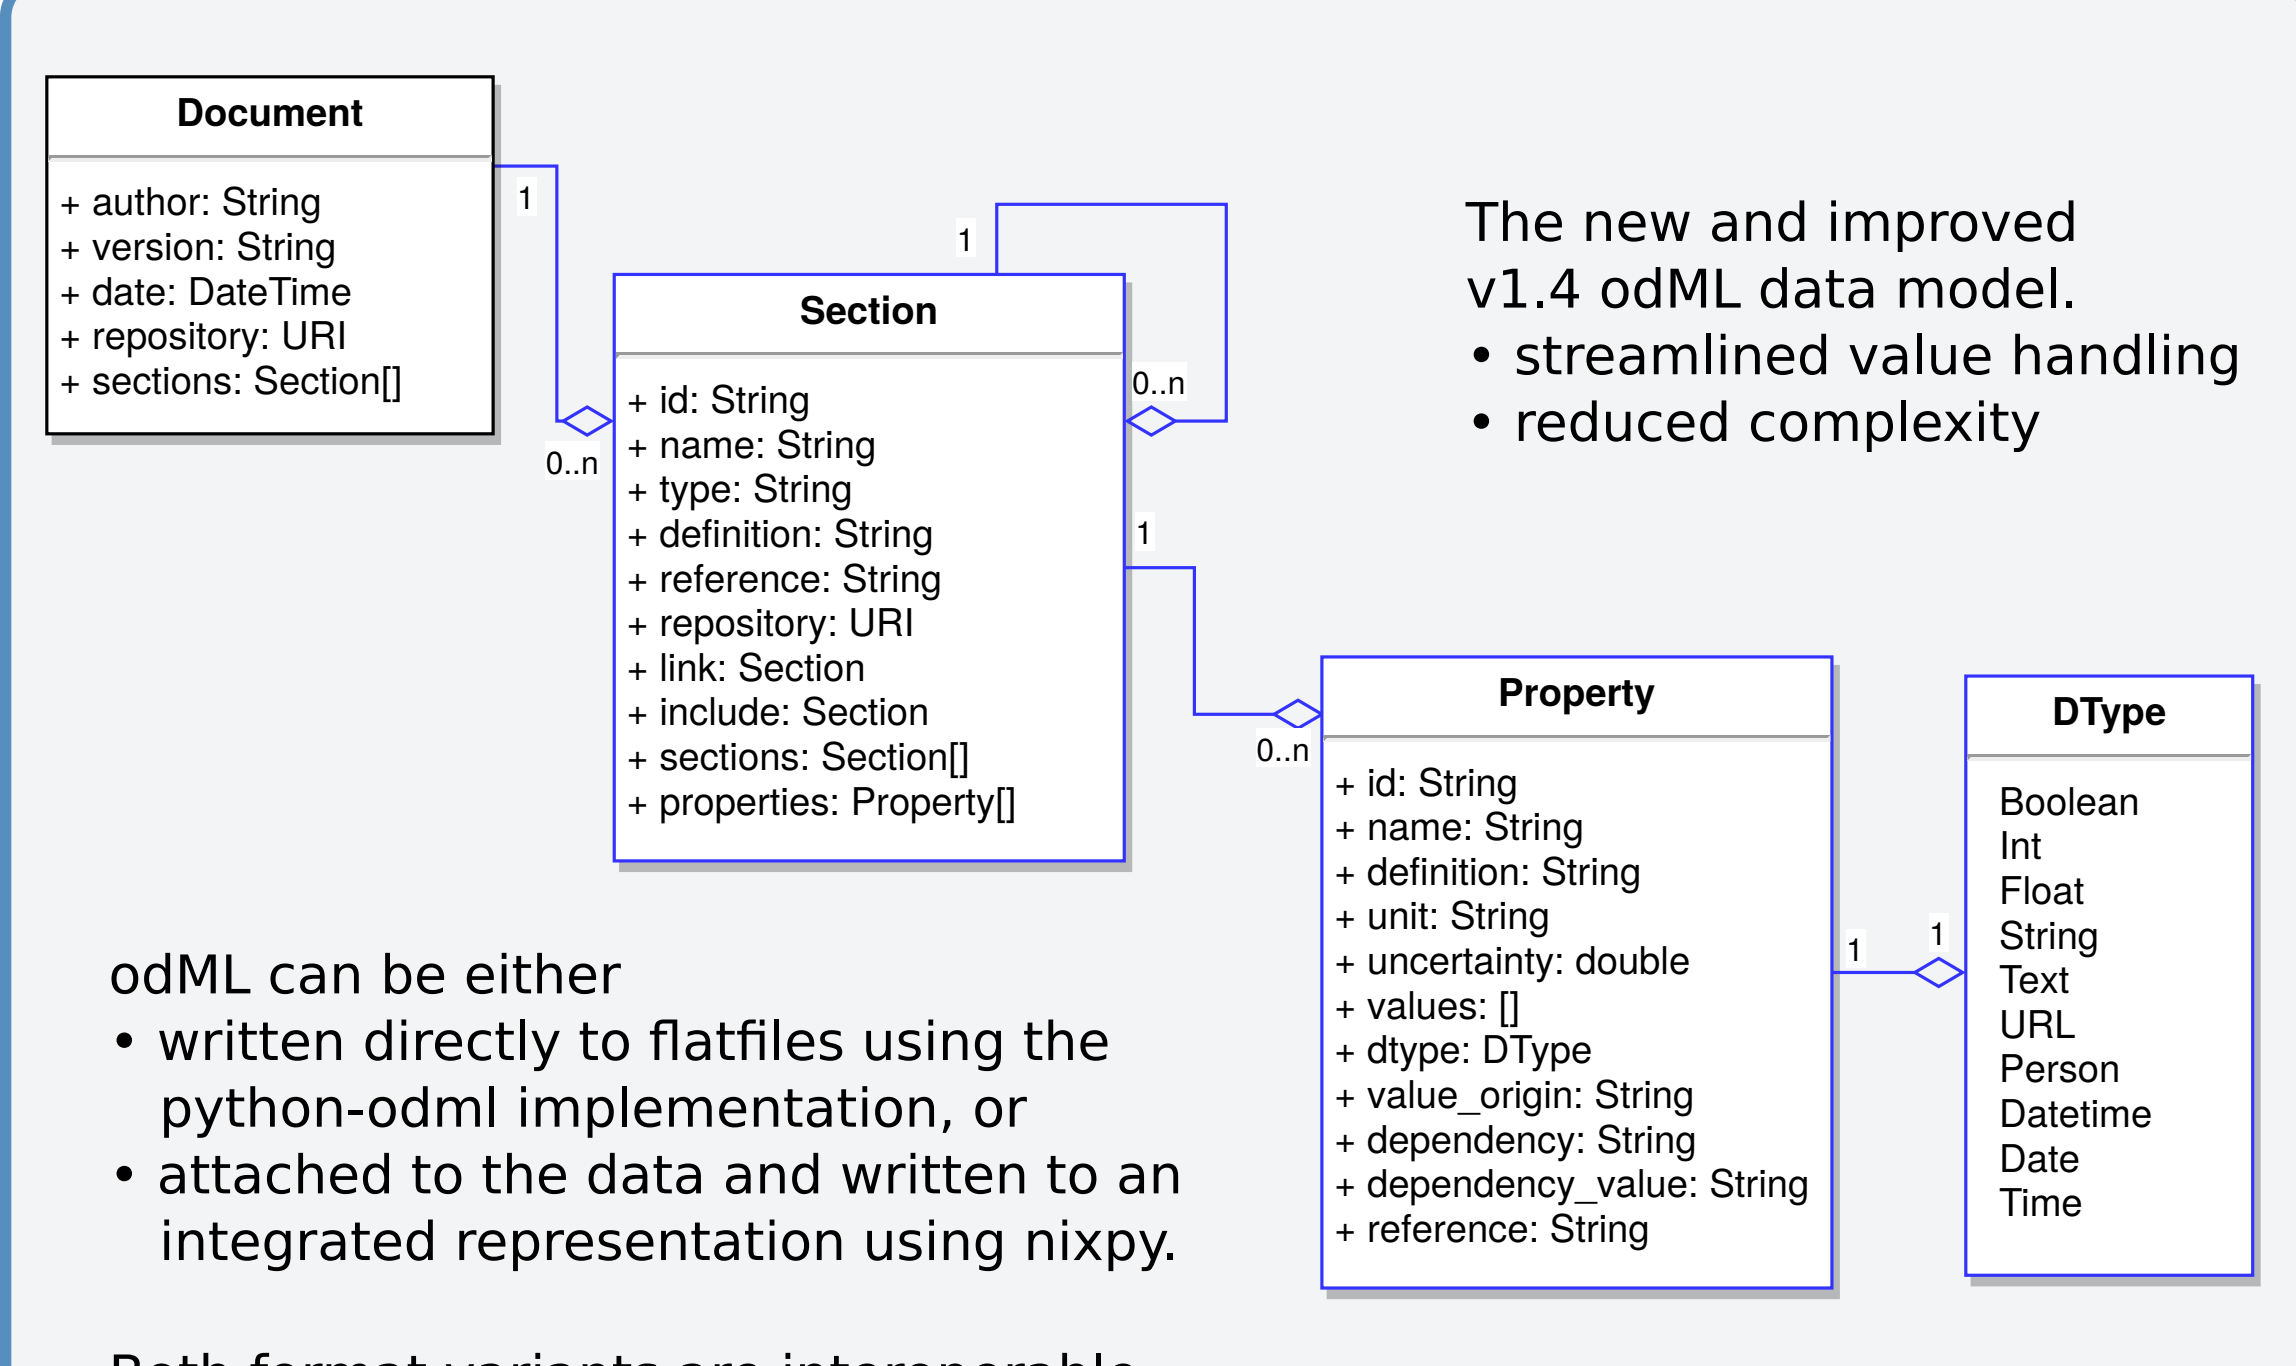 Document
+ author: String
+ version: String
+ date: DateTime
+ repository: URI
+ sections: Section[]
1
0..n
1
0..n
Section
+ id: String
+ name: String
+ type: String
+ definition: String
+ reference: String
+ repository: URI
+ link: Section
+ include: Section
+ sections: Section[]
+ properties: Property[]
The new and improved
v1.4 odML data model.
• streamlined value handling
• reduced complexity
1
0..n
Property
+ id: String
+ name: String
+ definition: String
+ unit: String
+ uncertainty: double
+ values: []
+ dtype: DType
+ value_origin: String
+ dependency: String
+ dependency_value: String
+ reference: String
1
1
DType
Boolean
Int
Float
String
Text
URL
Person
Datetime
Date
Time
odML can be either
• written directly to flatfiles using the
python-odml implementation, or
• attached to the data and written to an
integrated representation using nixpy.
Both format variants are interoperable